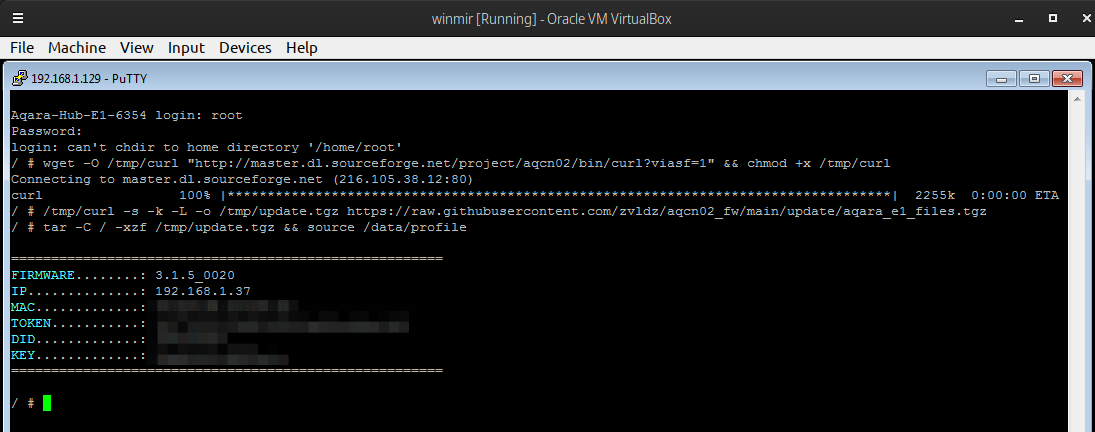 winmir [Running] - Oracle VM VirtualBox
File Machine View Input Devices Help
192.168.1.129 - PuTTY
Aqara-Hub-E1-6354 login: root
Password:
login: can't chdir to home directory '/home/root'
/ # wget -O /tmp/curl "http://master.dl.sourceforge.net/project/aqcn02/bin/curl?viasf=1" && chmod +x /tmp/curl
Connecting to master.dl.sourceforge.net (216.105.38.12:80)
curl                 100% |***********************************************************************************|  2255k  0:00:00 ETA
/ # /tmp/curl -s -k -L -o /tmp/update.tgz https://raw.githubusercontent.com/zvldz/aqcn02_fw/main/update/aqara_e1_files.tgz
/ # tar -C / -xzf /tmp/update.tgz && source /data/profile
======================================================
FIRMWARE........: 3.1.5_0020
IP..............: 192.168.1.37
MAC.............:
TOKEN...........:
DID.............:
KEY.............:
======================================================
/ #